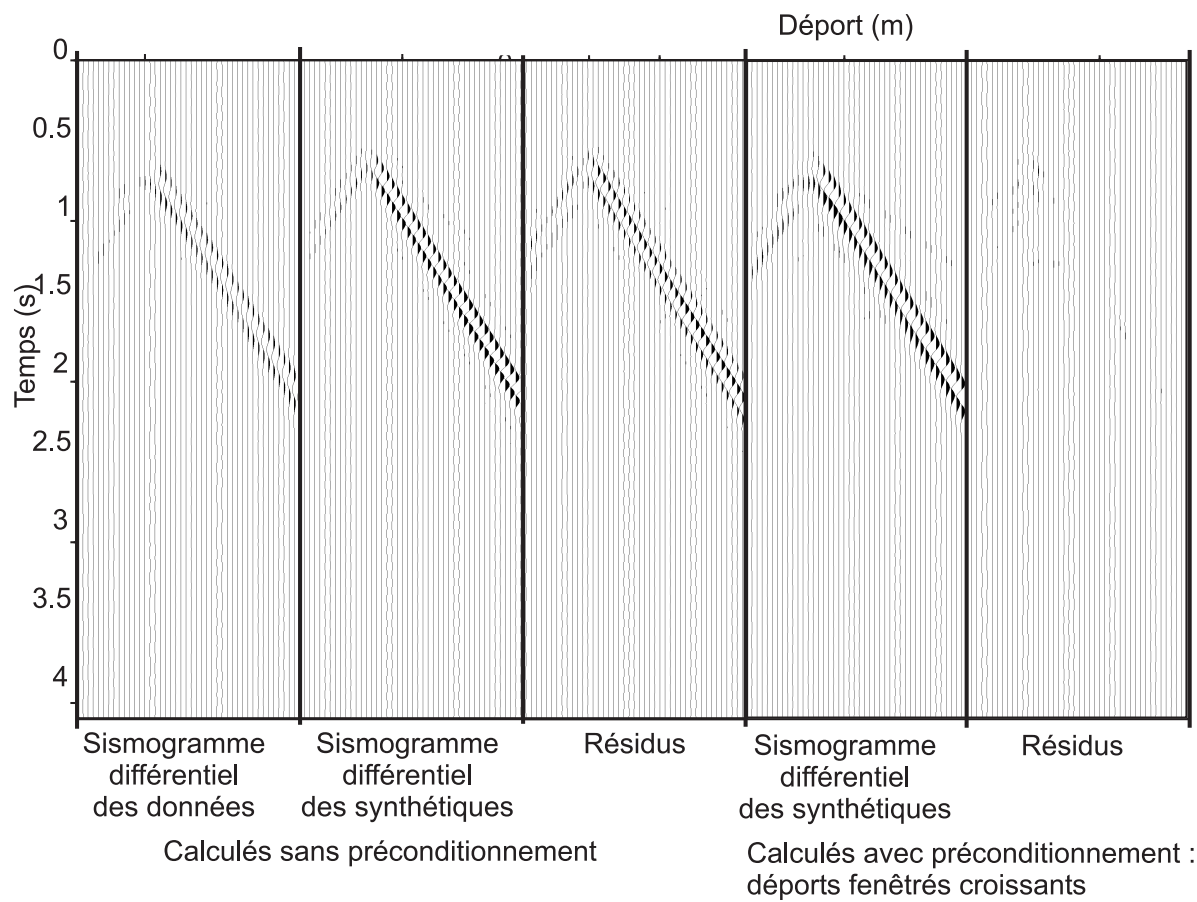 Déport (m)
0
0.5
1
1.5
2
2.5
3
3.5
4
Temps (s)
Sismogramme
différentiel
des données
Sismogramme
différentiel
des synthétiques
Résidus
Sismogramme
différentiel
des synthétiques
Résidus
Calculés sans préconditionnement
Calculés avec préconditionnement :
déports fenêtrés croissants